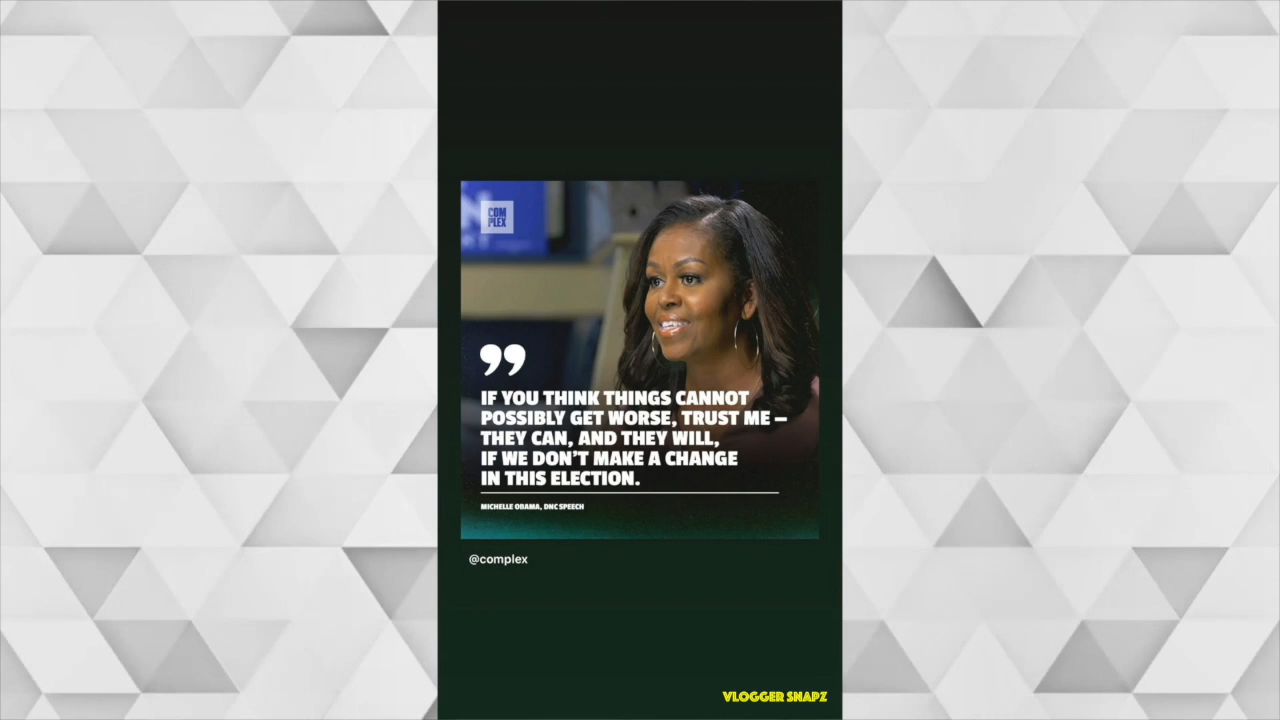 COM
PLEX
❟❟
IF YOU THINK THINGS CANNOT
POSSIBLY GET WORSE, TRUST ME –
THEY CAN, AND THEY WILL,
IF WE DON'T MAKE A CHANGE
IN THIS ELECTION.
MICHELLE OBAMA, DNC SPEECH
@complex
VLOGGER SNAPZ